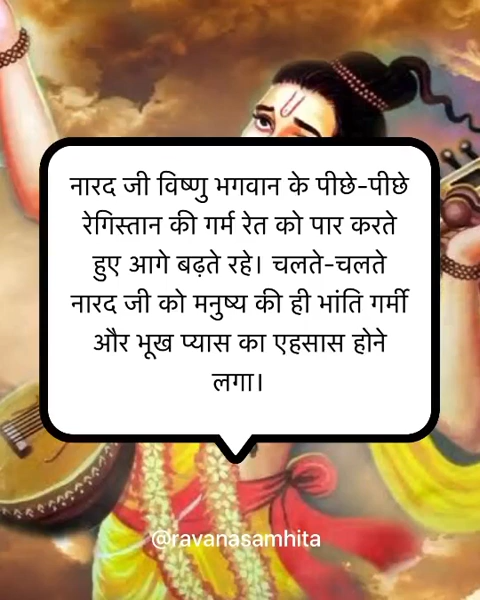 नारद जी विष्णु भगवान के पीछे-पीछे
रेगिस्तान की गर्म रेत को पार करते
हुए आगे बढ़ते रहे। चलते-चलते
नारद जी को मनुष्य की ही भांति गर्मी
और भूख प्यास का एहसास होने
लगा।
@ravanasamhita